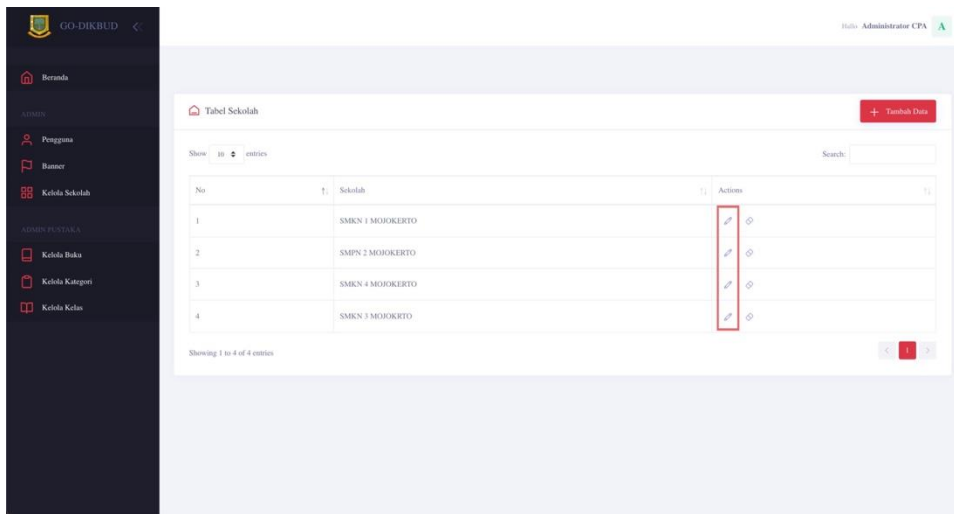 GO-DIKBUD
Hallo Administrator CPA A
Beranda
ADMIN
Pengguna
Banner
Kelola Sekolah
ADMIN PUSTAKA
Kelola Buku
Kelola Kategori
Kelola Kelas
Tabel Sekolah
+ Tambah Data
Show 10 entries
Search:
No Sekolah Actions
1 SMKN 1 MOJOKERTO
2 SMPN 2 MOJOKERTO
3 SMKN 4 MOJOKERTO
4 SMKN 3 MOJOKRTO
Showing 1 to 4 of 4 entries
< 1 >